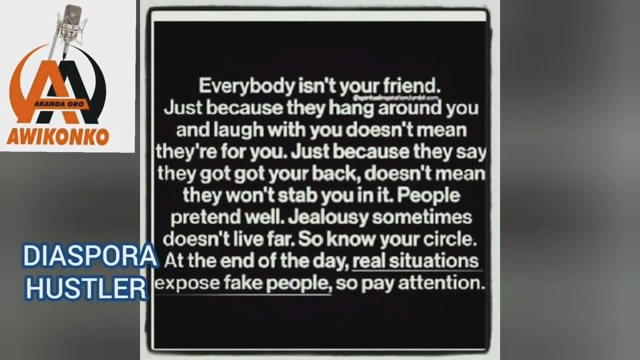 AKANDA ORO
AWIKONKO
DIASPORA
HUSTLER
Everybody isn't your friend.
Just because they hang around you
and laugh with you doesn't mean
they're for you. Just because they say
they got got your back, doesn't mean
they won't stab you in it. People
pretend well. Jealousy sometimes
doesn't live far. So know your circle.
At the end of the day, real situations
expose fake people, so pay attention.